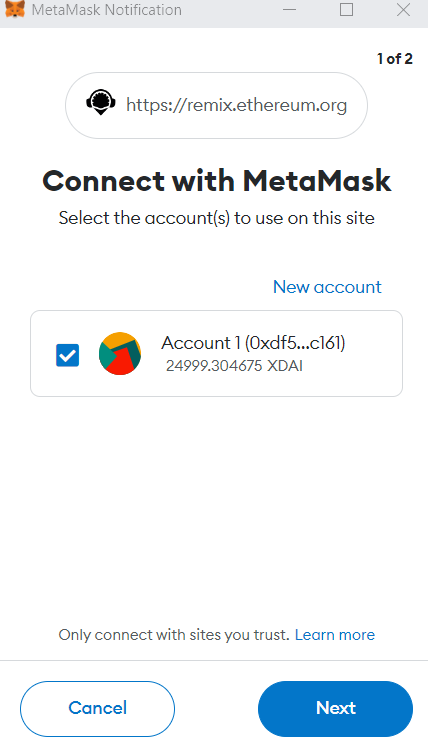 MetaMask Notification
1 of 2
https://remix.ethereum.org
Connect with MetaMask
Select the account(s) to use on this site
New account
Account 1 (0xdf5...c161)
24999.304675 XDAI
Only connect with sites you trust. Learn more
Cancel
Next